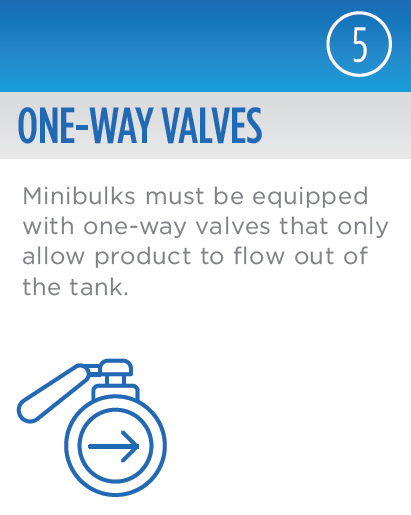 5
ONE-WAY VALVES
Minibulks must be equipped
with one-way valves that only
allow product to flow out of
the tank.